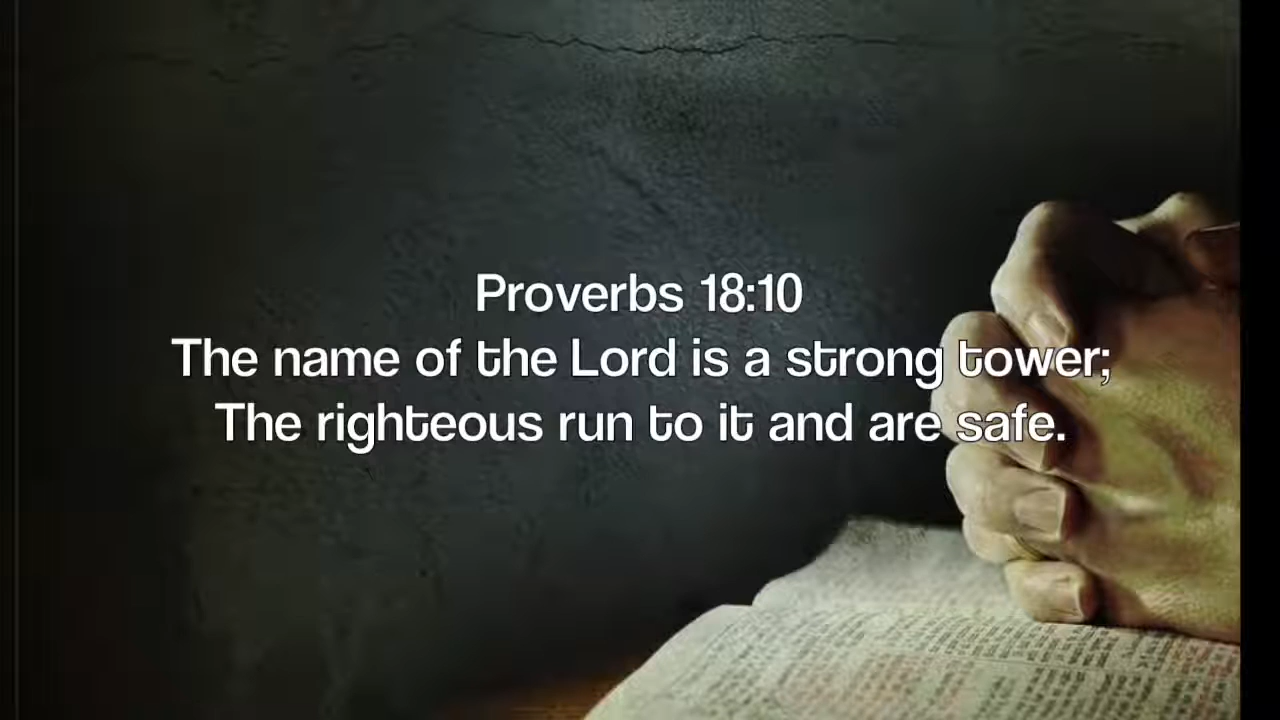 Proverbs 18:10
The name of the Lord is a strong tower;
The righteous run to it and are safe.